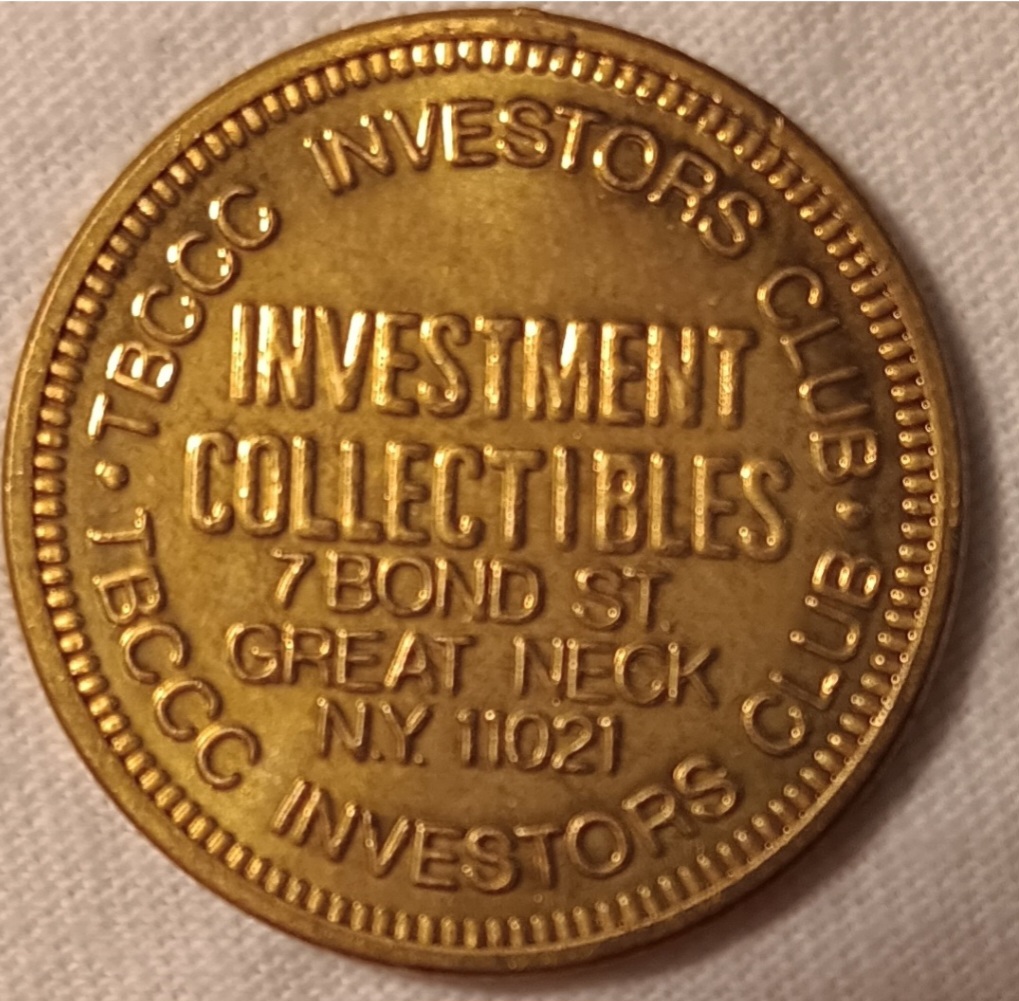 TBCCC INVESTORS CLUB ·
INVESTMENT
COLLECTIBLES
7 BOND ST.
GREAT NECK
N.Y. 11021
· TBCCC INVESTORS CLUB